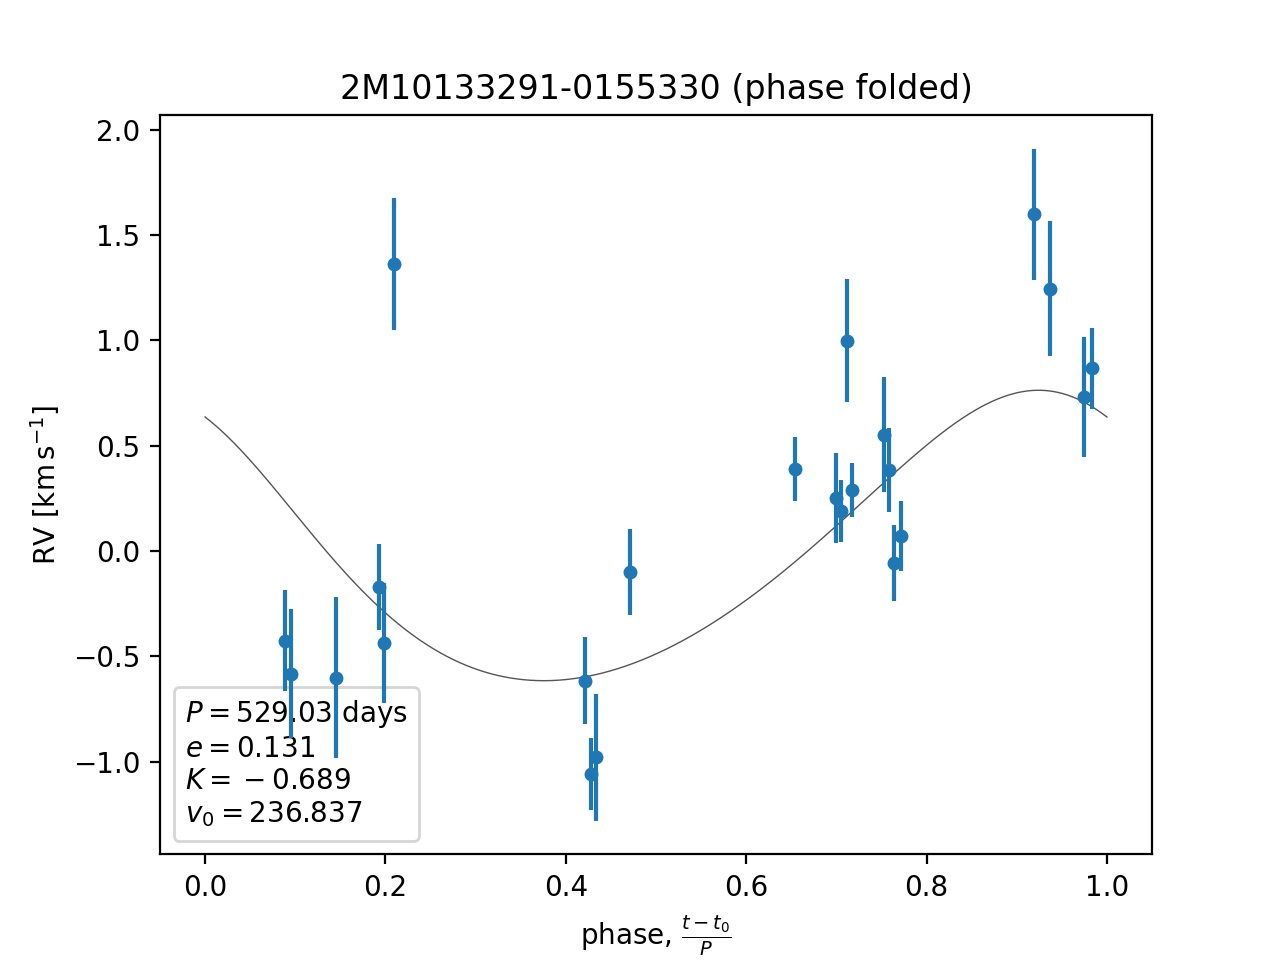 2M10133291-0155330 (phase folded)
RV [km s⁻¹]
2.0
1.5
1.0
0.5
0.0
−0.5
−1.0
P = 529.03 days
e = 0.131
K = −0.689
v₀ = 236.837
0.0 0.2 0.4 0.6 0.8 1.0
phase, (t − t₀)/P